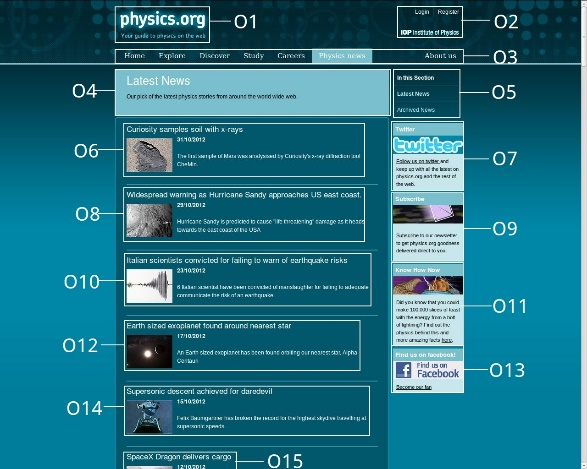 physics.org
Your guide to physics on the web
O1
Login Register
IOP Institute of Physics
O2
Home Explore Discover Study Careers Physics news About us
O3
Latest News
Our pick of the latest physics stories from around the world wide web.
O4
In this Section
Latest News
Archived News
O5
Curiosity samples soil with x-rays
31/10/2012
The first sample of Mars was analysised by Curiosity's x-ray diffraction tool
CheMin.
O6
Twitter
twitter
Follow us on twitter and
keep up with all the latest on
physics.org and the rest of
the web.
O7
Widespread warning as Hurricane Sandy approaches US east coast.
29/10/2012
Hurricane Sandy is predicted to cause "life threatening" damage as it heads
towards the east coast of the USA
O8
Subscribe
Subscribe to our newsletter
to get physics.org goodness
delivered direct to you.
O9
Italian scientists convicted for failing to warn of earthquake risks
23/10/2012
6 Italian scientist have been convicted of manslaughter for failing to adequate
communicate the risk of an earthquake.
O10
Know How Now
Did you know that you
could make 100,000 slices of toast
with the energy from a bolt
of lightning? Find out the
physics behind this and
more amazing facts here.
O11
Earth sized exoplanet found around nearest star
17/10/2012
An Earth sized exoplanet has been found orbiting our nearest star, Alpha
Centauri
O12
Find us on facebook!
Find us on
Facebook
Become our fan
O13
Supersonic descent achieved for daredevil
15/10/2012
Felix Baumgartner has broken the record for the highest skydive travelling at
supersonic speeds
O14
SpaceX Dragon delivers cargo
12/10/2012
O15